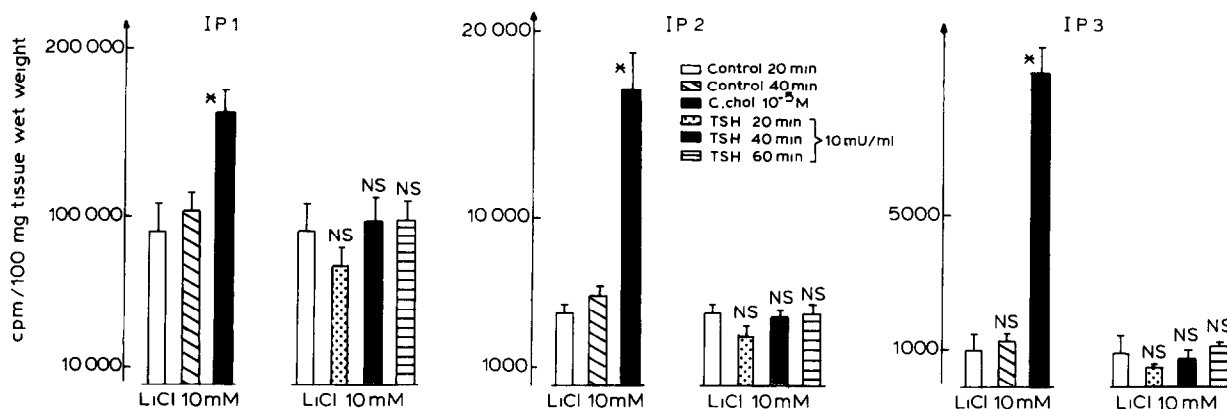 IP1
IP2
IP3
cpm/100 mg tissue wet weight
200 000
100 000
10 000
*
NS
NS
NS
LiCl 10mM
LiCl 10mM
20 000
10 000
1000
*
Control 20 min
Control 40 min
C.chol 10⁻⁵M
TSH 20 min
TSH 40 min
TSH 60 min
10 mU/ml
NS
NS
NS
LiCl 10mM
LiCl 10mM
5000
1000
NS
*
NS
NS
NS
LiCl 10mM
LiCl 10mM